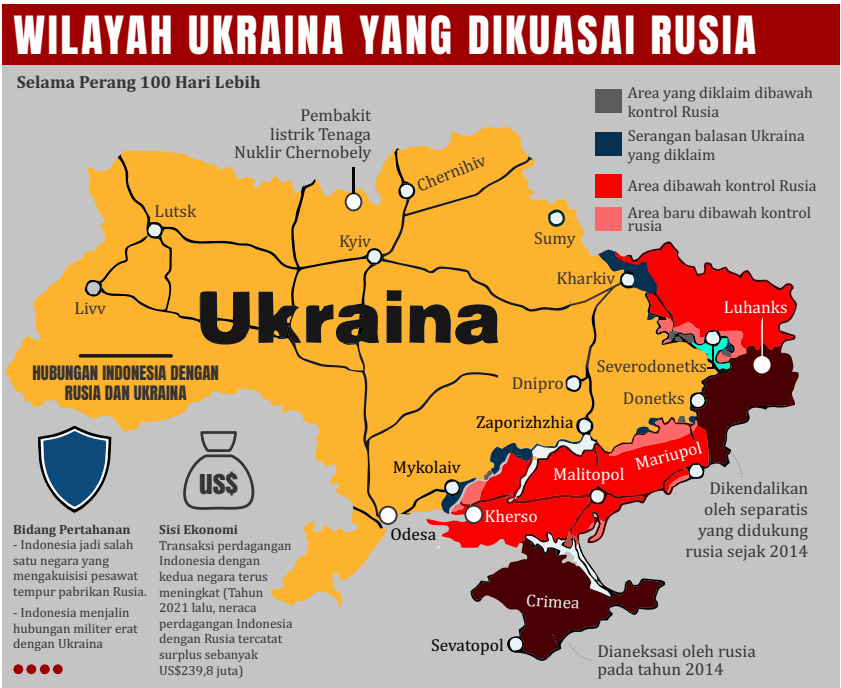 WILAYAH UKRAINA YANG DIKUASAI RUSIA
Selama Perang 100 Hari Lebih
Area yang diklaim dibawah
kontrol Rusia
Serangan balasan Ukraina
yang diklaim
Area dibawah kontrol Rusia
Area baru dibawah kontrol
rusia
Pembakit
listrik Tenaga
Nuklir Chernobely
Chernihiv
Lutsk
Kyiv
Sumy
Kharkiv
Livv
Ukraina
Luhanks
Severodonetks
Dnipro
Donetks
Zaporizhzhia
Mykolaiv
Malitopol
Mariupol
Kherso
Odesa
Dikendalikan
oleh separatis
yang didukung
rusia sejak 2014
Crimea
Sevatopol
Dianeksasi oleh rusia
pada tahun 2014
HUBUNGAN INDONESIA DENGAN
RUSIA DAN UKRAINA
US$
Bidang Pertahanan
- Indonesia jadi salah
satu negara yang
mengakuisisi pesawat
tempur pabrikan Rusia.
- Indonesia menjalin
hubungan militer erat
dengan Ukraina
Sisi Ekonomi
Transaksi perdagangan
Indonesia dengan
kedua negara terus
meningkat (Tahun
2021 lalu, neraca
perdagangan Indonesia
dengan Rusia tercatat
surplus sebanyak
US$239,8 juta)